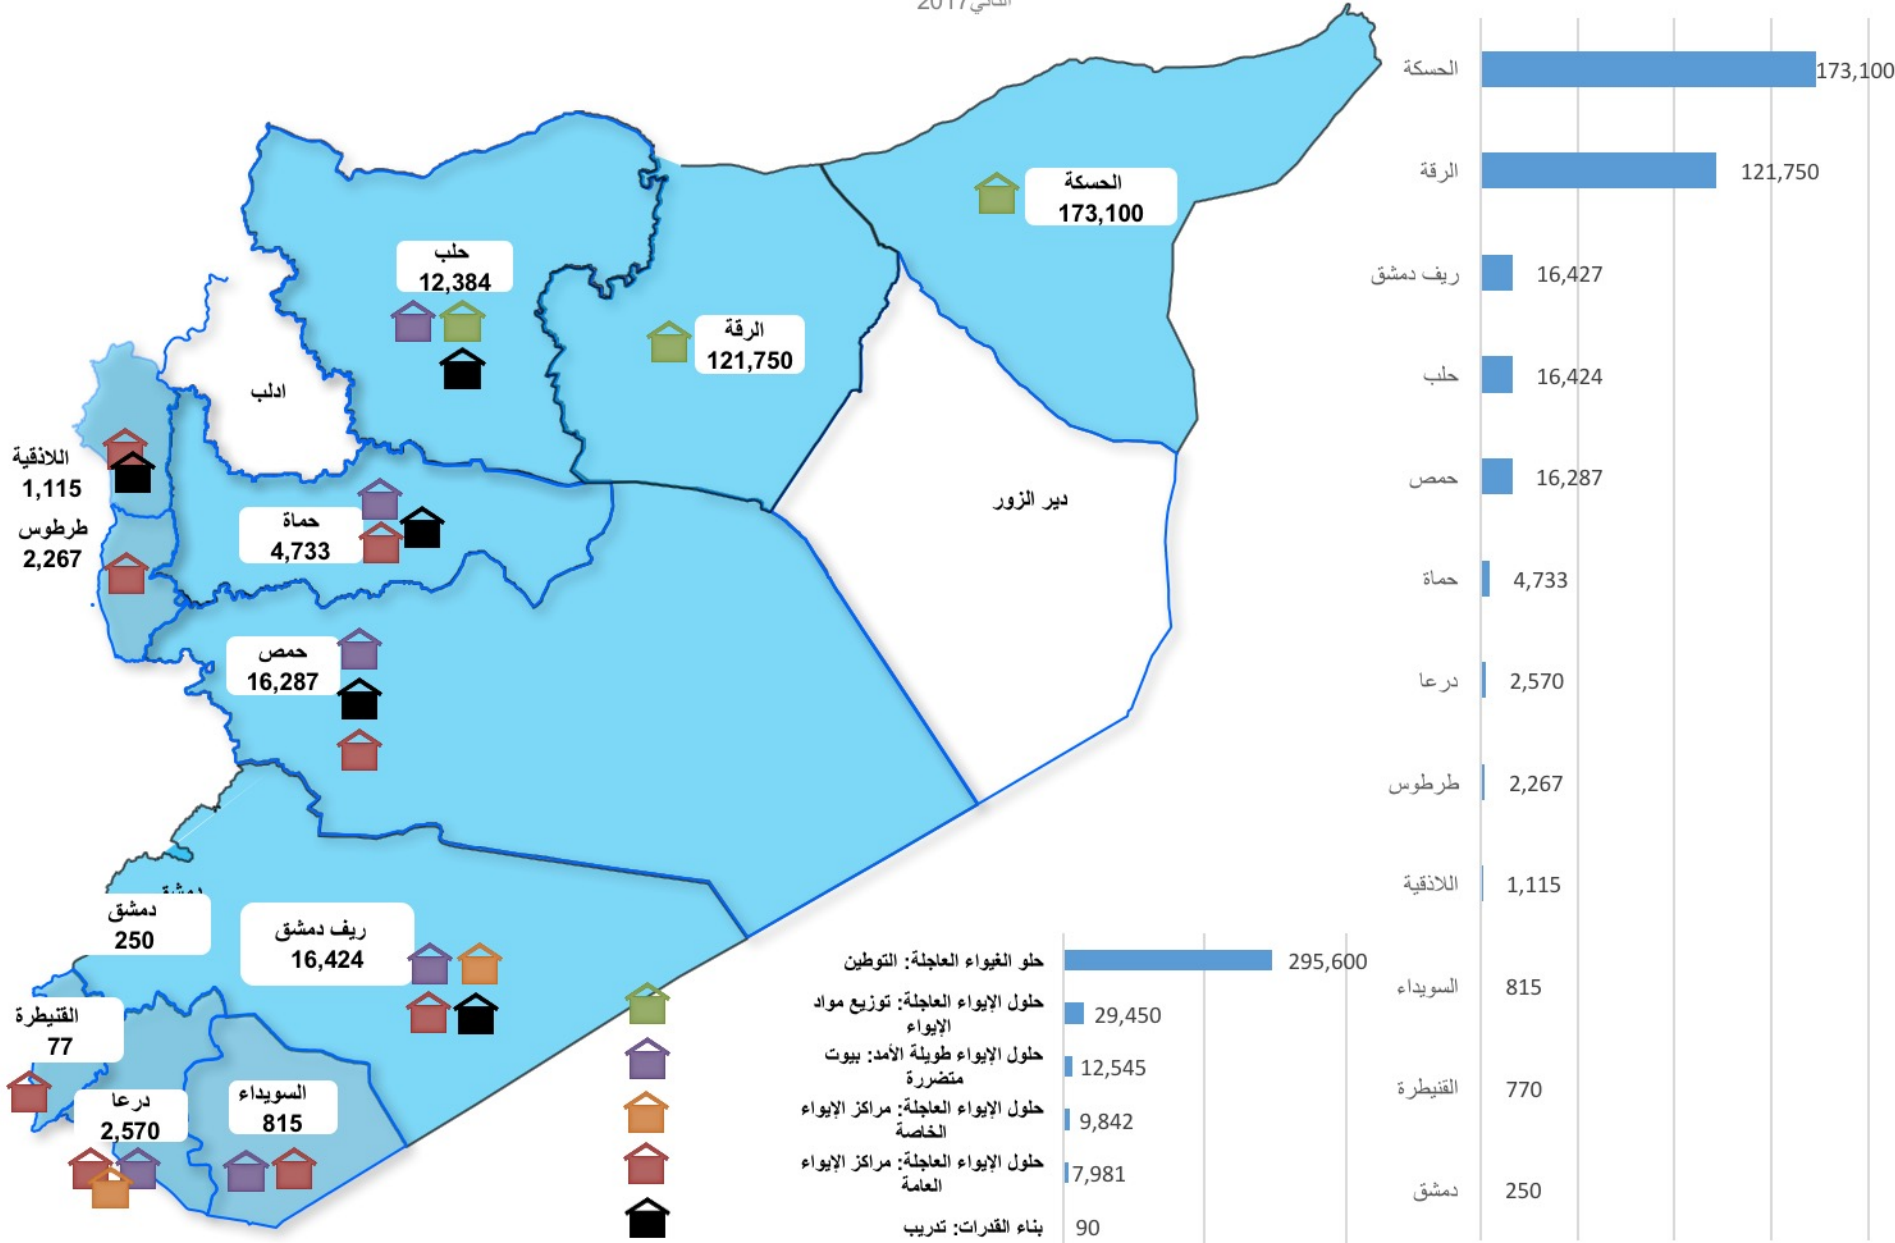 الثاني2017
الحسكة
173,100
حلب
12,384
الرقة
121,750
ادلب
دير الزور
اللاذقية
1,115
طرطوس
2,267
حماة
4,733
حمص
16,287
دمشق
دمشق
250
ريف دمشق
16,424
القنيطرة
77
درعا
2,570
السويداء
815
حلو الغيواء العاجلة: التوطين
295,600
حلول الإيواء العاجلة: توزيع مواد
الإيواء
29,450
حلول الإيواء طويلة الأمد: بيوت
متضررة
12,545
حلول الإيواء العاجلة: مراكز الإيواء
الخاصة
9,842
حلول الإيواء العاجلة: مراكز الإيواء
العامة
7,981
بناء القدرات: تدريب
90
الحسكة 173,100
الرقة 121,750
ريف دمشق 16,427
حلب 16,424
حمص 16,287
حماة 4,733
درعا 2,570
طرطوس 2,267
اللاذقية 1,115
السويداء 815
القنيطرة 770
دمشق 250